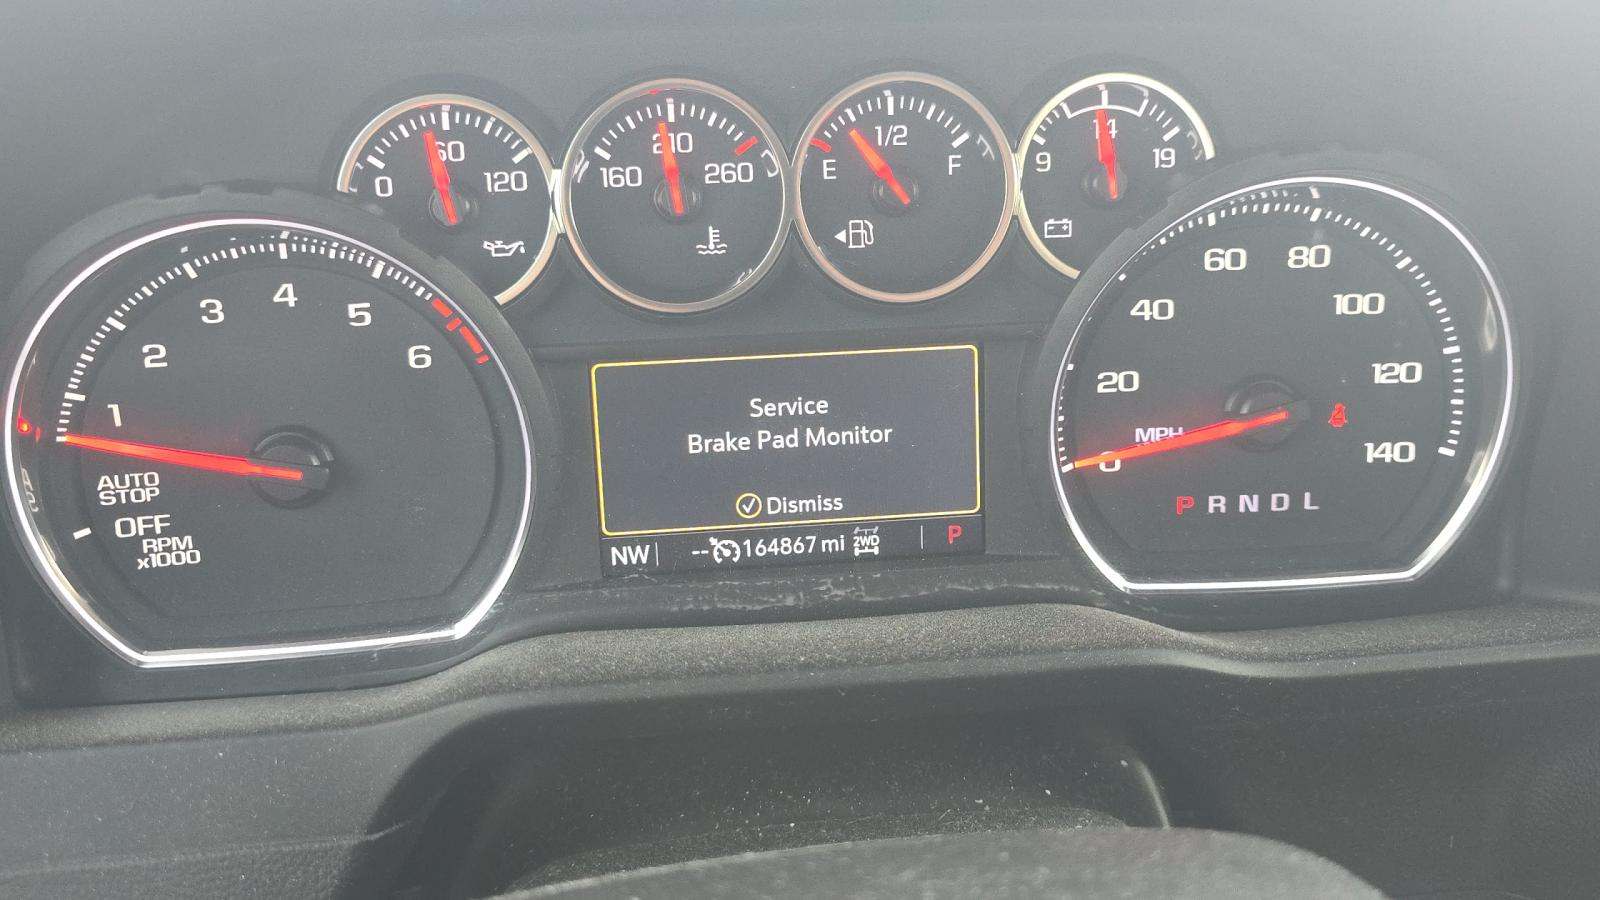 0 60 120
160 210 260
E 1/2 F
9 14 19
1 2 3 4 5 6
AUTO
STOP
OFF
RPM
x1000
Service
Brake Pad Monitor
Dismiss
NW -- 164867 mi 2WD P
0 20 40 60 80 100 120 140
MPH
P R N D L